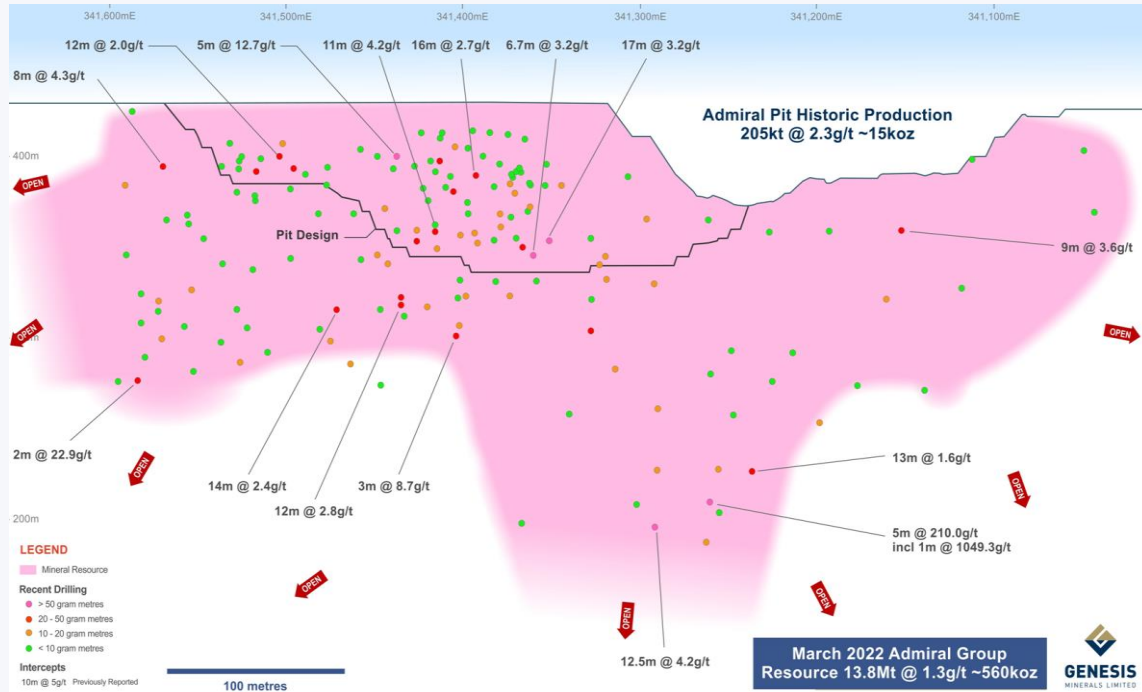 341,600mE
341,500mE
341,400mE
341,300mE
341,200mE
341,100mE
12m @ 2.0g/t
5m @ 12.7g/t
11m @ 4.2g/t
16m @ 2.7g/t
6.7m @ 3.2g/t
17m @ 3.2g/t
8m @ 4.3g/t
Admiral Pit Historic Production
205kt @ 2.3g/t ~15koz
400m
OPEN
Pit Design
9m @ 3.6g/t
OPEN
OPEN
2m @ 22.9g/t
OPEN
14m @ 2.4g/t
12m @ 2.8g/t
3m @ 8.7g/t
13m @ 1.6g/t
OPEN
200m
5m @ 210.0g/t
incl 1m @ 1049.3g/t
LEGEND
Mineral Resource
Recent Drilling
> 50 gram metres
20 - 50 gram metres
10 - 20 gram metres
< 10 gram metres
Intercepts
10m @ 5g/t Previously Reported
OPEN
OPEN
OPEN
12.5m @ 4.2g/t
100 metres
March 2022 Admiral Group
Resource 13.8Mt @ 1.3g/t ~560koz
GENESIS
MINERALS LIMITED